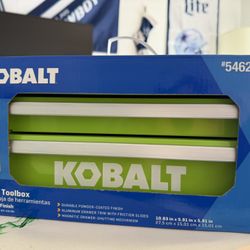 Lite
KOBALT
#5462
KOBALT
Toolbox
ja de herramientas
Finish
• DURABLE POWDER-COATED FINISH
• ALUMINUM DRAWER TRIM WITH FRICTION SLIDES
• MAGNETIC DRAWER SHUTTING MECHANISM
10.83 in x 5.91 in x 5.91 in
27.5 cm x 15.01 cm x 15.01 cm